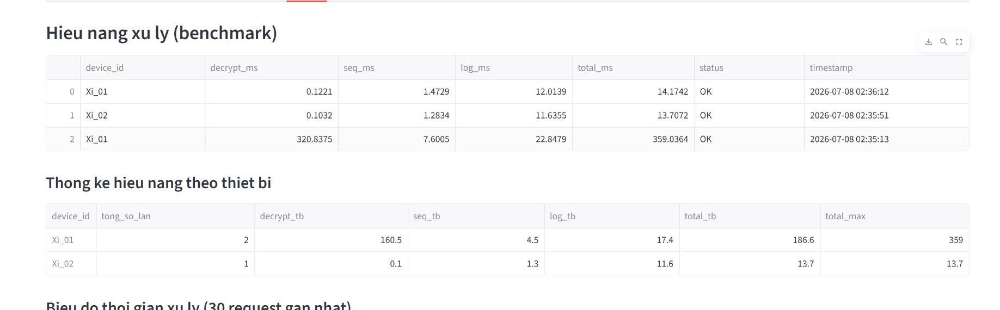 Hieu nang xu ly (benchmark)
device_id decrypt_ms seq_ms log_ms total_ms status timestamp
0 Xi_01 0.1221 1.4729 12.0139 14.1742 OK 2026-07-08 02:36:12
1 Xi_02 0.1032 1.2834 11.6355 13.7072 OK 2026-07-08 02:35:51
2 Xi_01 320.8375 7.6005 22.8479 359.0364 OK 2026-07-08 02:35:13
Thong ke hieu nang theo thiet bi
device_id tong_so_lan decrypt_tb seq_tb log_tb total_tb total_max
Xi_01 2 160.5 4.5 17.4 186.6 359
Xi_02 1 0.1 1.3 11.6 13.7 13.7
Bieu do thoi gian xu ly (30 request gan nhat)